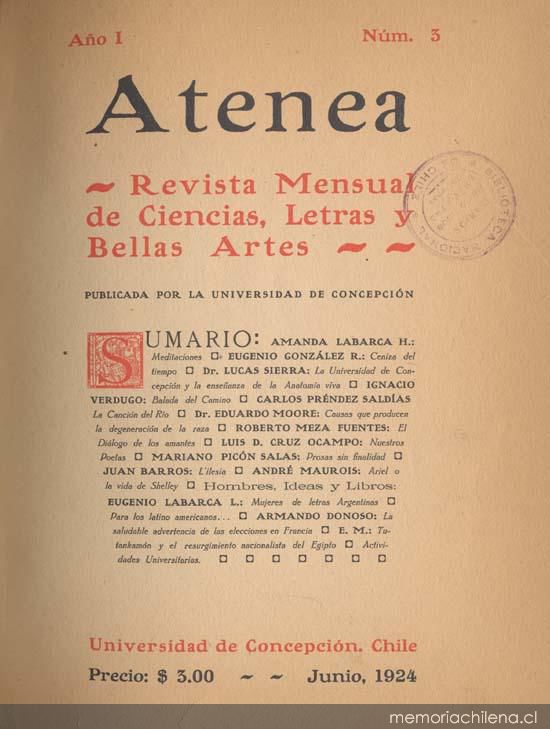 Año I Núm. 3
Atenea
~ Revista Mensual
de Ciencias, Letras y
Bellas Artes ~ ~
PUBLICADA POR LA UNIVERSIDAD DE CONCEPCIÓN
SUMARIO: AMANDA LABARCA H.:
Meditaciones EUGENIO GONZÁLEZ R.: Ceniza del
tiempo Dr. LUCAS SIERRA: La Universidad de Con-
cepción y la enseñanza de la Anatomía viva IGNACIO
VERDUGO: Balada del Camino CARLOS PRÉNDEZ SALDÍAS
La Canción del Río Dr. EDUARDO MOORE: Causas que producen
la degeneración de la raza ROBERTO MEZA FUENTES: El
Diálogo de los amantes LUIS D. CRUZ OCAMPO: Nuestros
Poetas MARIANO PICÓN SALAS: Prosas sin finalidad
JUAN BARROS: L'ilesia ANDRÉ MAUROIS: Ariel o
la vida de Shelley Hombres, Ideas y Libros:
EUGENIO LABARCA L.: Mujeres de letras Argentinas
Para los latino americanos... ARMANDO DONOSO: La
saludable advertencia de las elecciones en Francia E. M.: Tu-
tankamón y el resurgimiento nacionalista del Egipto Activi-
dades Universitarias.
BIBLIOTECA NACIONAL
CHILE
Universidad de Concepción. Chile
Precio: $ 3.00 ~ ~ Junio, 1924
memoriachilena.cl